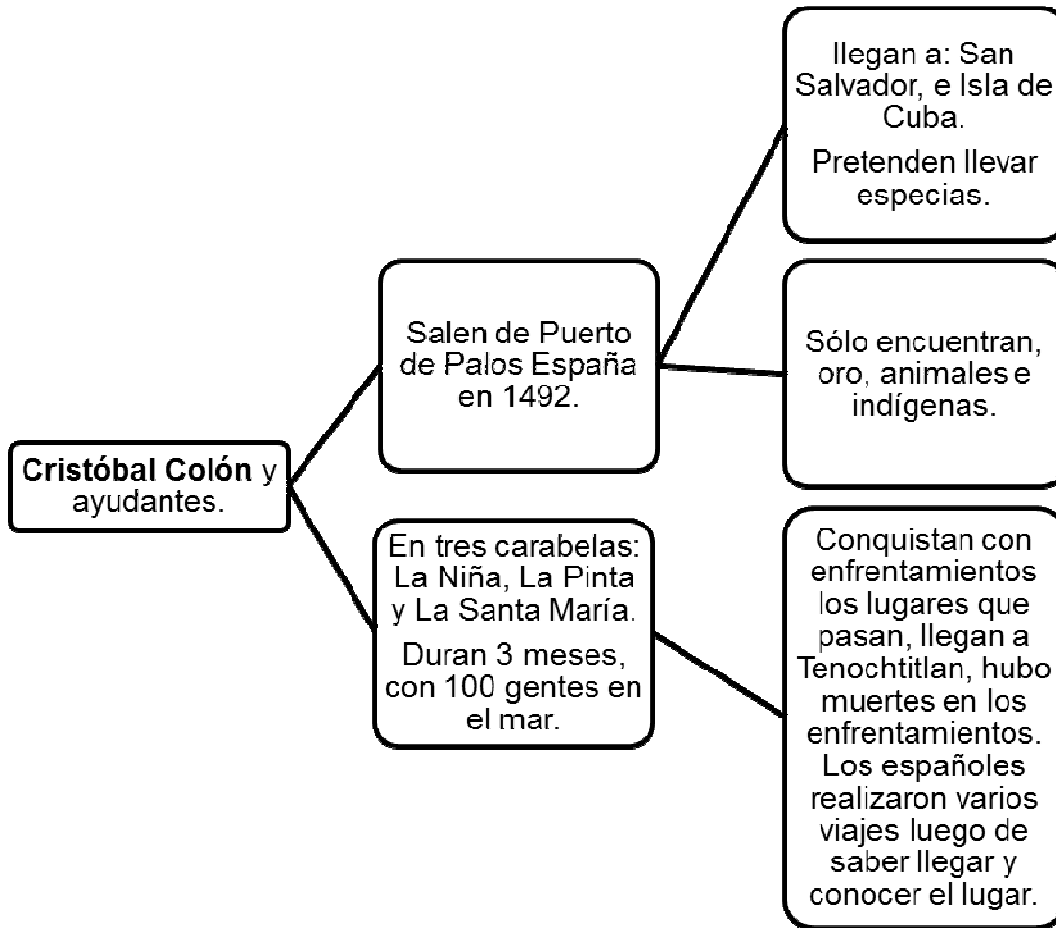 Cristóbal Colón y
ayudantes.
Salen de Puerto
de Palos España
en 1492.
En tres carabelas:
La Niña, La Pinta
y La Santa María.
Duran 3 meses,
con 100 gentes en
el mar.
llegan a: San
Salvador, e Isla de
Cuba.
Pretenden llevar
especias.
Sólo encuentran,
oro, animales e
indígenas.
Conquistan con
enfrentamientos
los lugares que
pasan, llegan a
Tenochtitlan, hubo
muertes en los
enfrentamientos.
Los españoles
realizaron varios
viajes luego de
saber llegar y
conocer el lugar.